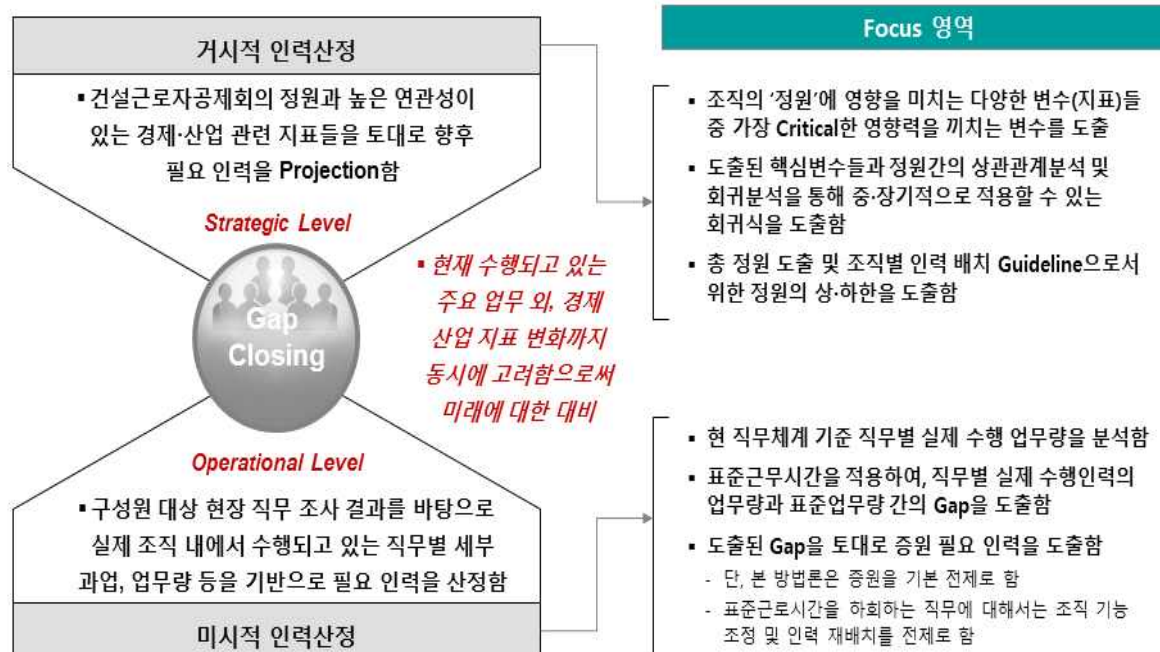 거시적 인력산정
▪ 건설근로자공제회의 정원과 높은 연관성이
있는 경제·산업 관련 지표들을 토대로 향후
필요 인력을 Projection함
Strategic Level
Gap
Closing
▪ 현재 수행되고 있는
주요 업무 외, 경제
산업 지표 변화까지
동시에 고려함으로써
미래에 대한 대비
Operational Level
▪ 구성원 대상 현장 직무 조사 결과를 바탕으로
실제 조직 내에서 수행되고 있는 직무별 세부
과업, 업무량 등을 기반으로 필요 인력을 산정함
미시적 인력산정
Focus 영역
▪ 조직의 ‘정원’에 영향을 미치는 다양한 변수(지표)들
중 가장 Critical한 영향력을 끼치는 변수를 도출
▪ 도출된 핵심변수들과 정원간의 상관관계분석 및
회귀분석을 통해 중·장기적으로 적용할 수 있는
회귀식을 도출함
▪ 총 정원 도출 및 조직별 인력 배치 Guideline으로서
위한 정원의 상·하한을 도출함
▪ 현 직무체계 기준 직무별 실제 수행 업무량을 분석함
▪ 표준근무시간을 적용하여, 직무별 실제 수행인력의
업무량과 표준업무량 간의 Gap을 도출함
▪ 도출된 Gap을 토대로 증원 필요 인력을 도출함
- 단, 본 방법론은 증원을 기본 전제로 함
- 표준근로시간을 하회하는 직무에 대해서는 조직 기능
조정 및 인력 재배치를 전제로 함